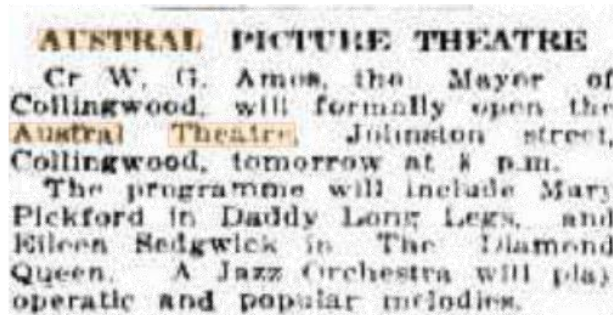 AUSTRAL PICTURE THEATRE
Cr W. G. Amos, the Mayor of
Collingwood, will formally open the
Austral Theatre, Johnston street,
Collingwood, tomorrow at 8 p.m.
The programme will include Mary
Pickford in Daddy Long Legs, and
Eileen Sedgwick in The Diamond
Queen. A Jazz Orchestra will play
operatic and popular melodies.